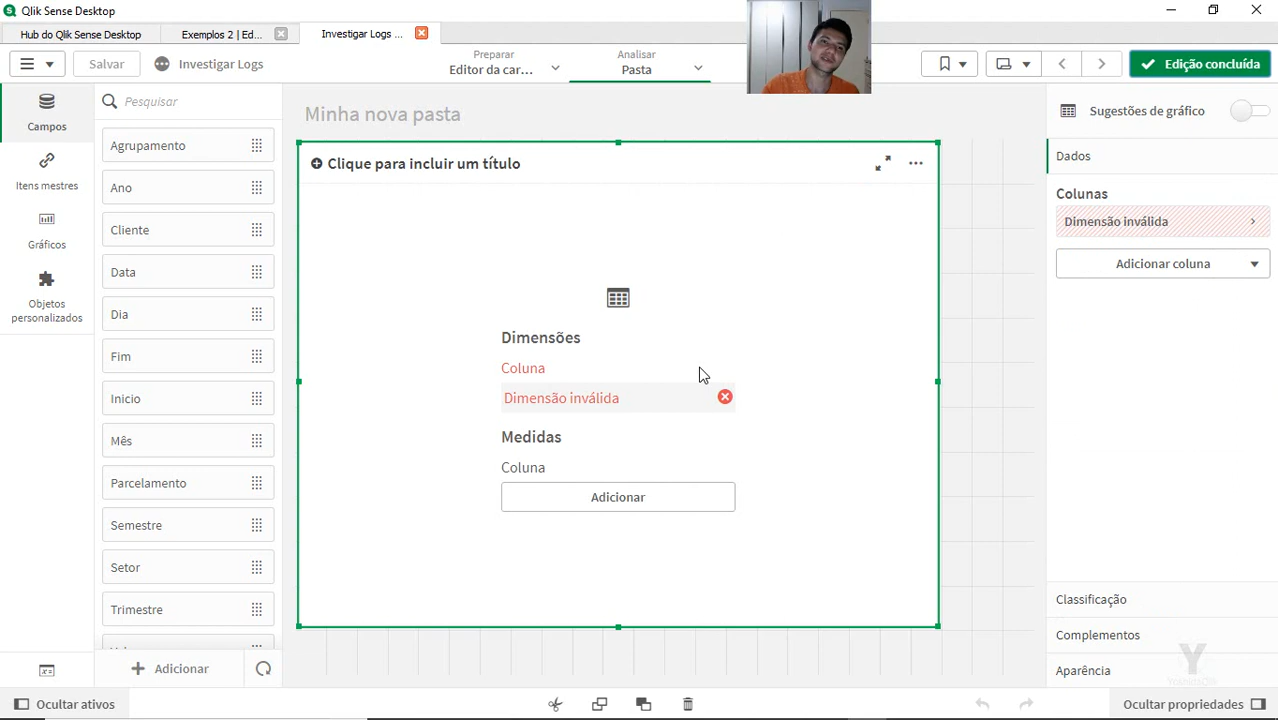 Qlik Sense Desktop
Hub do Qlik Sense Desktop
Exemplos 2 | Ed...
Investigar Logs ...
Salvar
Investigar Logs
Preparar
Editor da car...
Analisar
Pasta
Edição concluída
Campos
Itens mestres
Gráficos
Objetos
personalizados
Pesquisar
Agrupamento
Ano
Cliente
Data
Dia
Fim
Inicio
Mês
Parcelamento
Semestre
Setor
Trimestre
Adicionar
Minha nova pasta
Clique para incluir um título
Dimensões
Coluna
Dimensão inválida
Medidas
Coluna
Adicionar
Sugestões de gráfico
Dados
Colunas
Dimensão inválida
Adicionar coluna
Classificação
Complementos
Aparência
Ocultar ativos
Ocultar propriedades